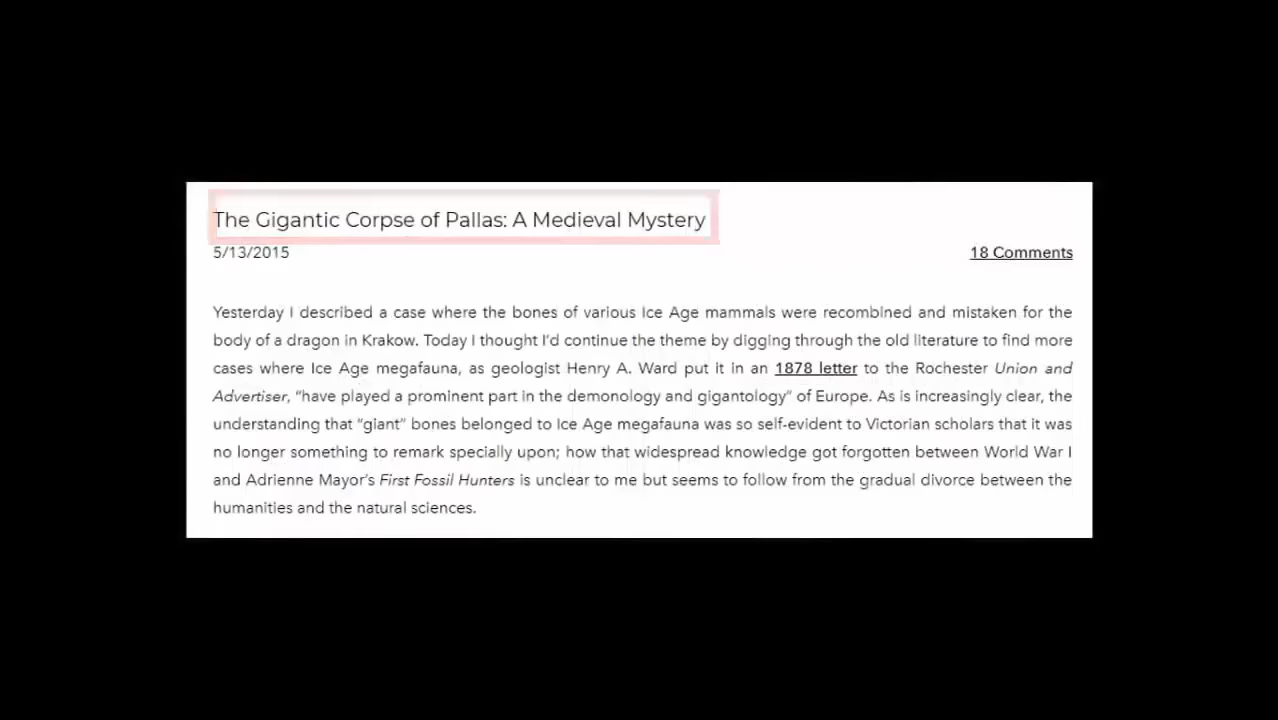 The Gigantic Corpse of Pallas: A Medieval Mystery
5/13/2015
18 Comments
Yesterday I described a case where the bones of various Ice Age mammals were recombined and mistaken for the
body of a dragon in Krakow. Today I thought I'd continue the theme by digging through the old literature to find more
cases where Ice Age megafauna, as geologist Henry A. Ward put it in an 1878 letter to the Rochester Union and
Advertiser, “have played a prominent part in the demonology and gigantology” of Europe. As is increasingly clear, the
understanding that “giant” bones belonged to Ice Age megafauna was so self-evident to Victorian scholars that it was
no longer something to remark specially upon; how that widespread knowledge got forgotten between World War I
and Adrienne Mayor's First Fossil Hunters is unclear to me but seems to follow from the gradual divorce between the
humanities and the natural sciences.